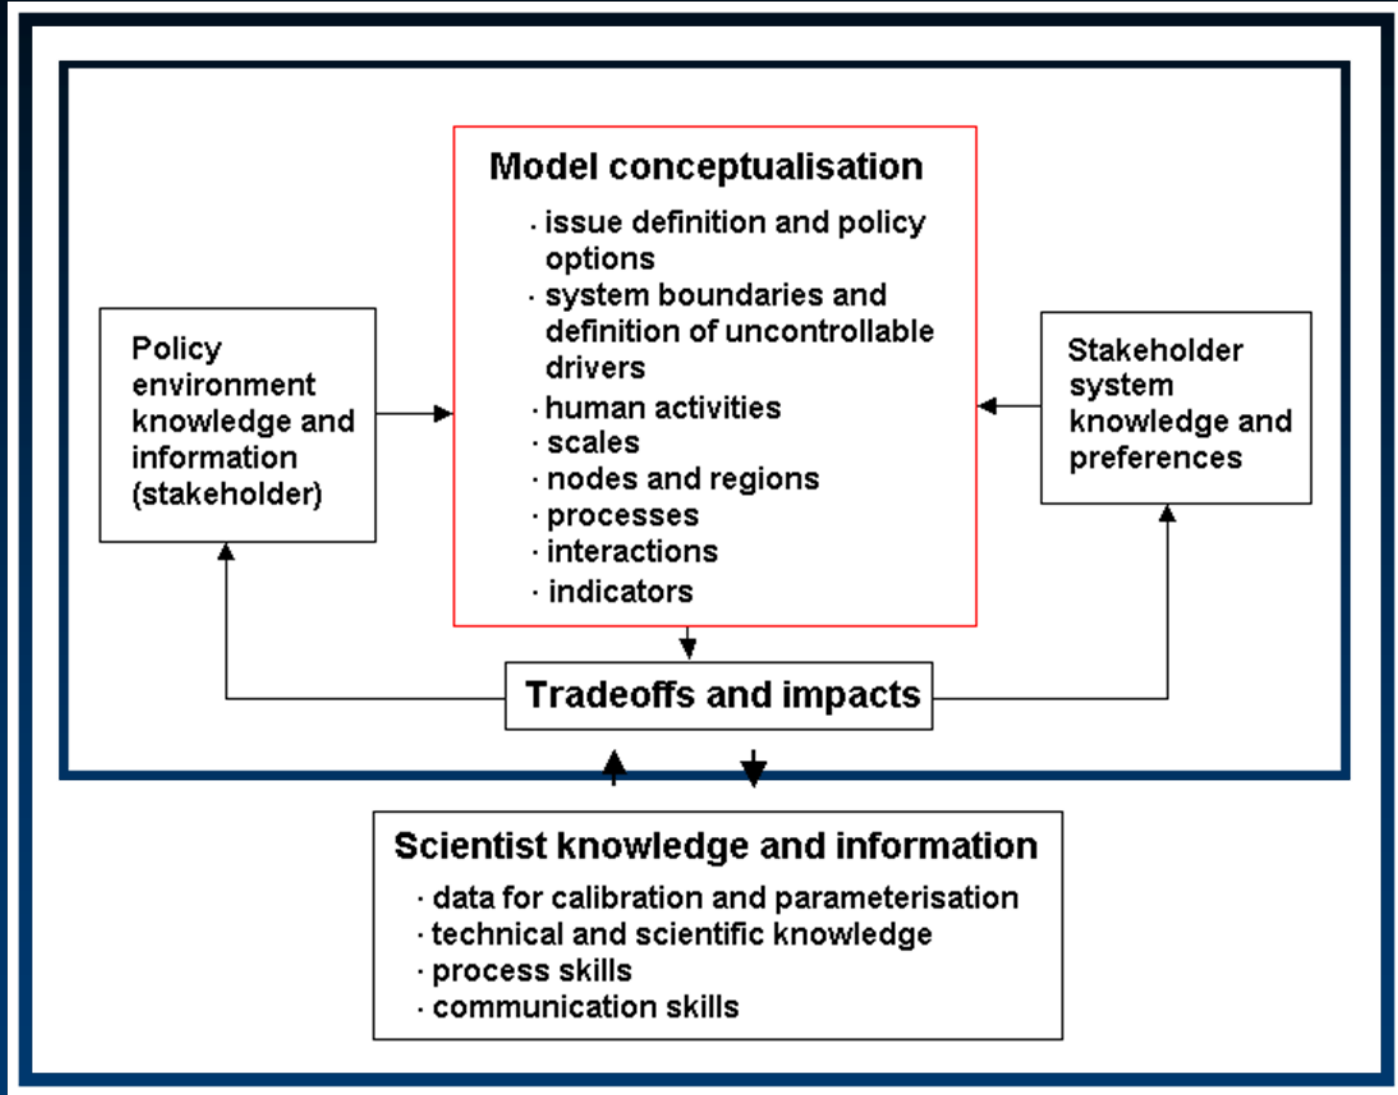 Model conceptualisation
· issue definition and policy
options
· system boundaries and
definition of uncontrollable
drivers
· human activities
· scales
· nodes and regions
· processes
· interactions
· indicators
Policy
environment
knowledge and
information
(stakeholder)
Stakeholder
system
knowledge and
preferences
Tradeoffs and impacts
Scientist knowledge and information
· data for calibration and parameterisation
· technical and scientific knowledge
· process skills
· communication skills